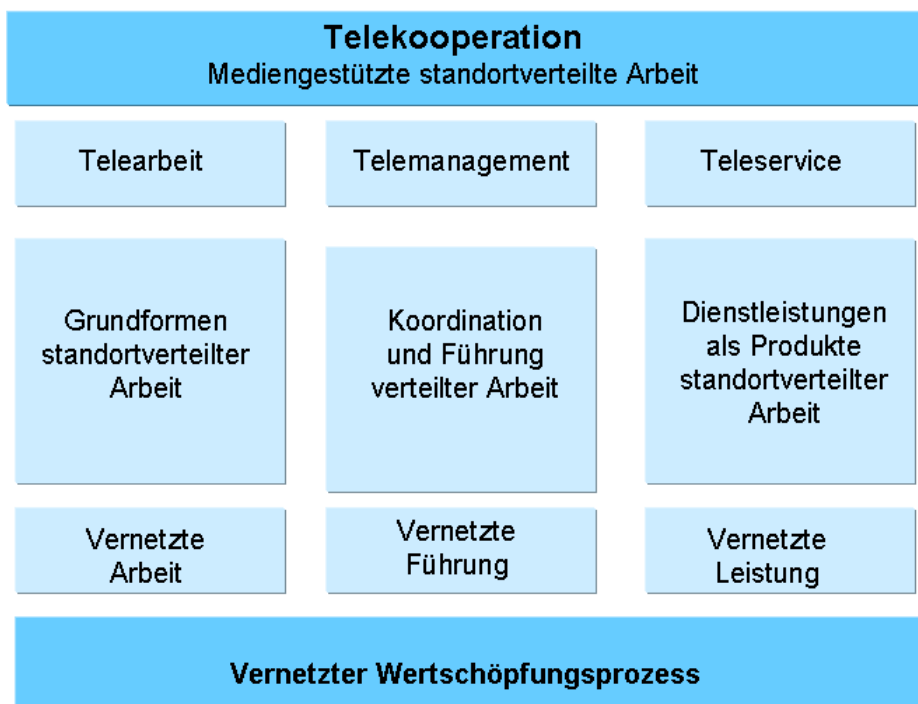 Telekooperation
Mediengestützte standortverteilte Arbeit
Telearbeit
Telemanagement
Teleservice
Grundformen
standortverteilter
Arbeit
Koordination
und Führung
verteilter Arbeit
Dienstleistungen
als Produkte
standortverteilter
Arbeit
Vernetzte
Arbeit
Vernetzte
Führung
Vernetzte
Leistung
Vernetzter Wertschöpfungsprozess